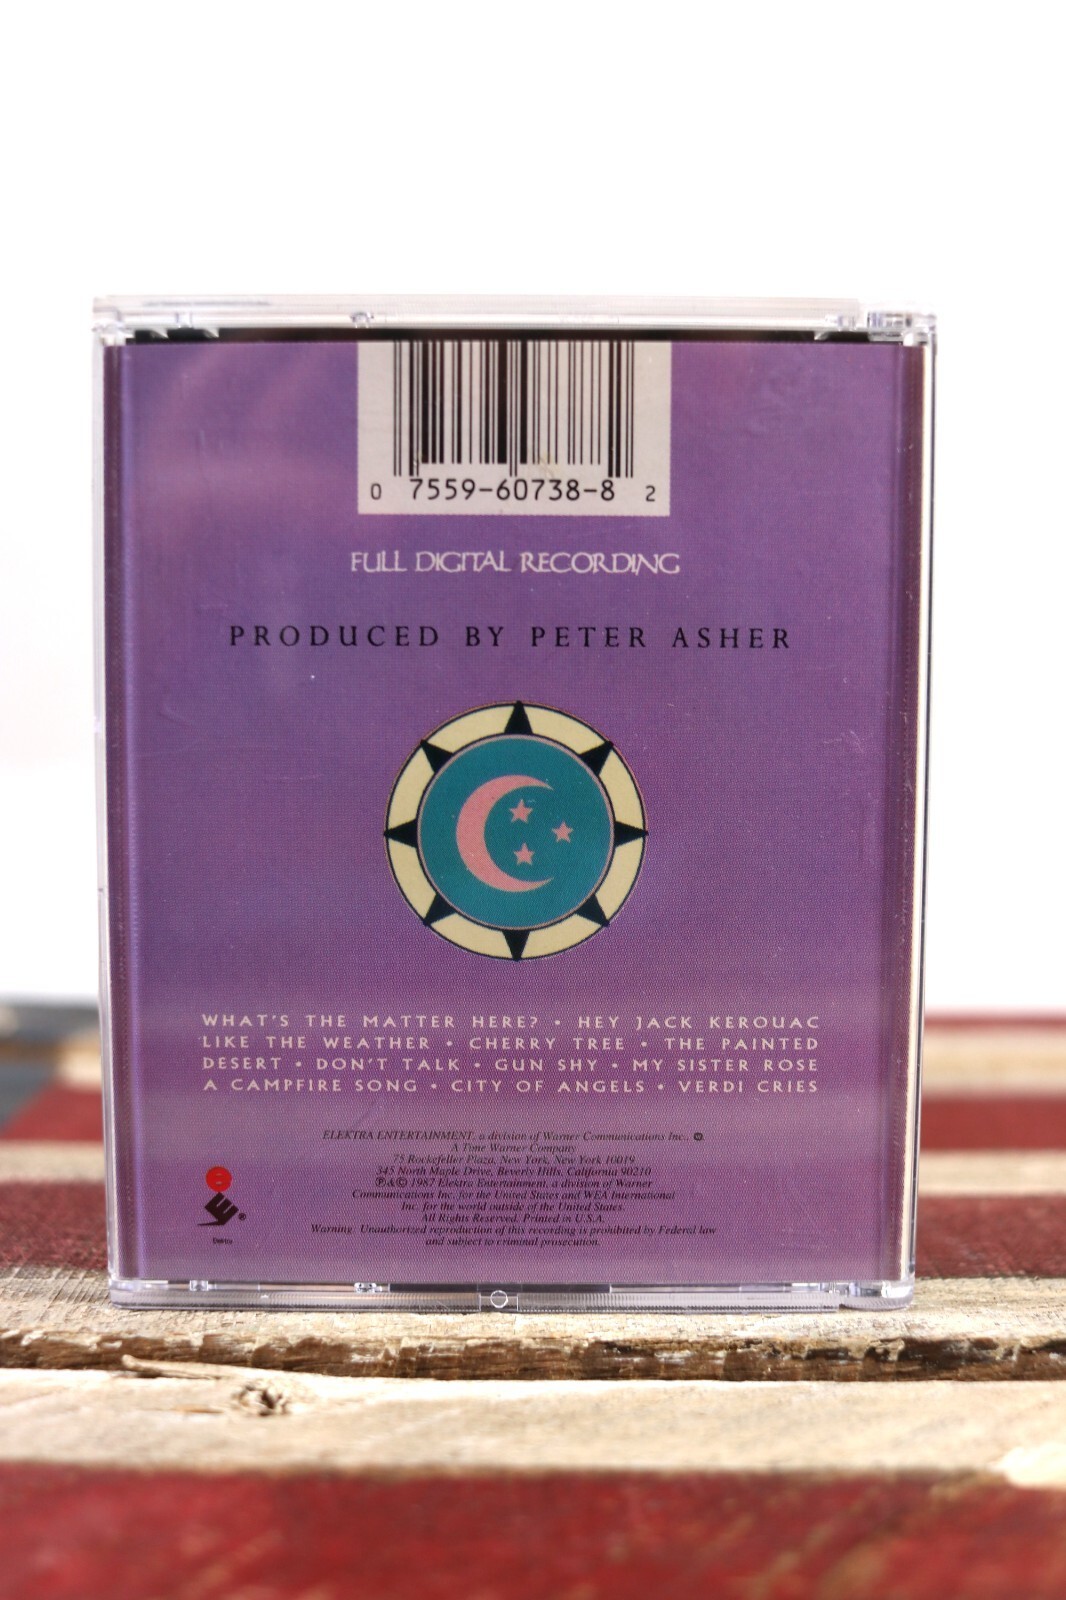 0 7559-60738-8 2
FULL DIGITAL RECORDING
PRODUCED BY PETER ASHER
WHAT'S THE MATTER HERE? • HEY JACK KEROUAC
LIKE THE WEATHER • CHERRY TREE • THE PAINTED
DESERT • DON'T TALK • GUN SHY • MY SISTER ROSE
A CAMPFIRE SONG • CITY OF ANGELS • VERDI CRIES
ELEKTRA ENTERTAINMENT, a division of Warner Communications Inc.,
A Time Warner Company
75 Rockefeller Plaza, New York, New York 10019
345 North Maple Drive, Beverly Hills, California 90210
℗&© 1987 Elektra Entertainment, a division of Warner
Communications Inc. for the United States and WEA International
Inc. for the world outside of the United States.
All Rights Reserved. Printed in U.S.A.
Warning: Unauthorized reproduction of this recording is prohibited by Federal law
and subject to criminal prosecution.
e
E®
Elektra